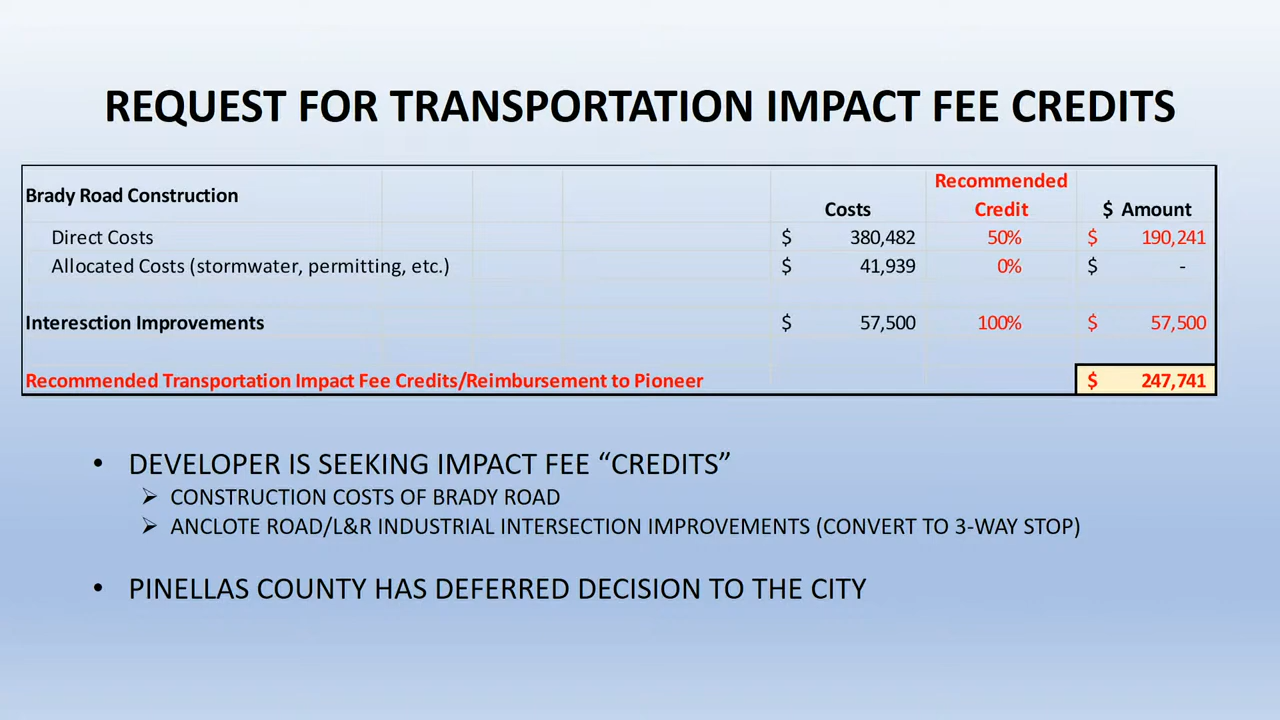 REQUEST FOR TRANSPORTATION IMPACT FEE CREDITS
Brady Road Construction Costs Recommended Credit $ Amount
Direct Costs $ 380,482 50% $ 190,241
Allocated Costs (stormwater, permitting, etc.) $ 41,939 0% $ -
Interesction Improvements $ 57,500 100% $ 57,500
Recommended Transportation Impact Fee Credits/Reimbursement to Pioneer $ 247,741
• DEVELOPER IS SEEKING IMPACT FEE “CREDITS”
➢ CONSTRUCTION COSTS OF BRADY ROAD
➢ ANCLOTE ROAD/L&R INDUSTRIAL INTERSECTION IMPROVEMENTS (CONVERT TO 3-WAY STOP)
• PINELLAS COUNTY HAS DEFERRED DECISION TO THE CITY